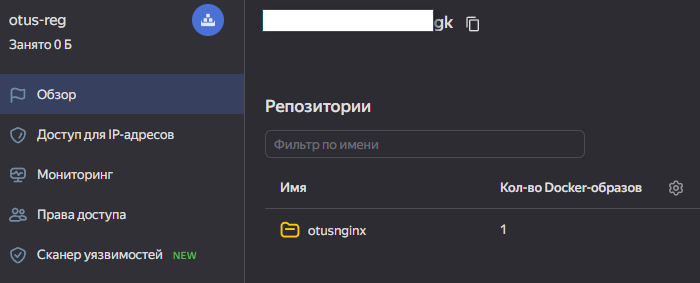 otus-reg
Занято 0 Б
gk
Обзор
Доступ для IP-адресов
Мониторинг
Права доступа
Сканер уязвимостей NEW
Репозитории
Фильтр по имени
Имя Кол-во Docker-образов
otusnginx 1